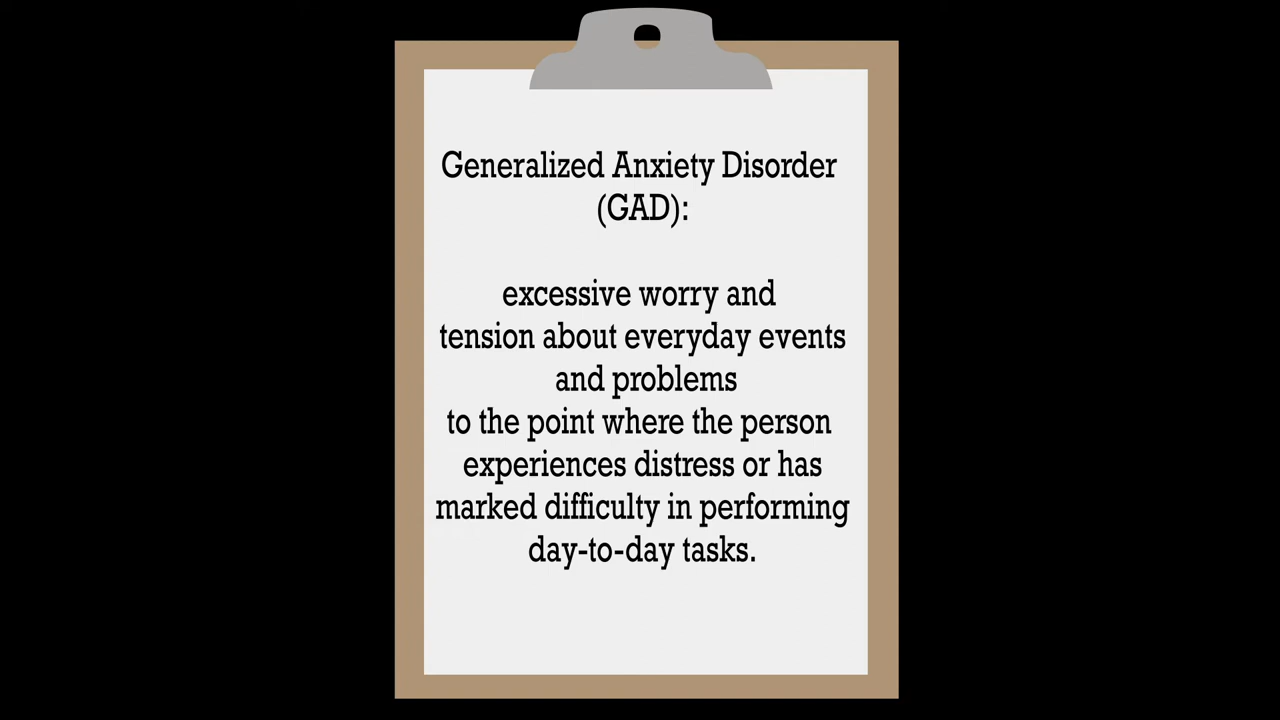 Generalized Anxiety Disorder
(GAD):
excessive worry and
tension about everyday events
and problems
to the point where the person
experiences distress or has
marked difficulty in performing
day-to-day tasks.